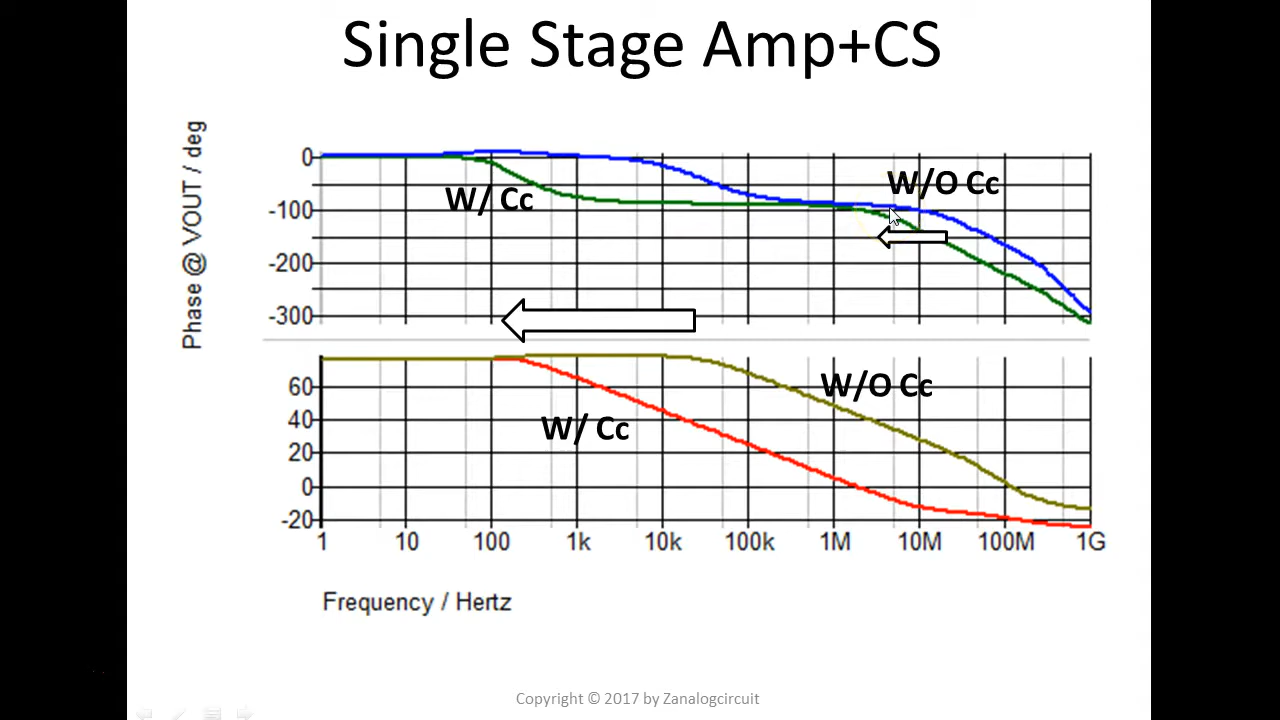 Single Stage Amp+CS
Phase @ VOUT / deg
0
-100
-200
-300
W/ Cc
W/O Cc
60
40
20
0
-20
W/ Cc
W/O Cc
1 10 100 1k 10k 100k 1M 10M 100M 1G
Frequency / Hertz
Copyright © 2017 by Zanalogcircuit